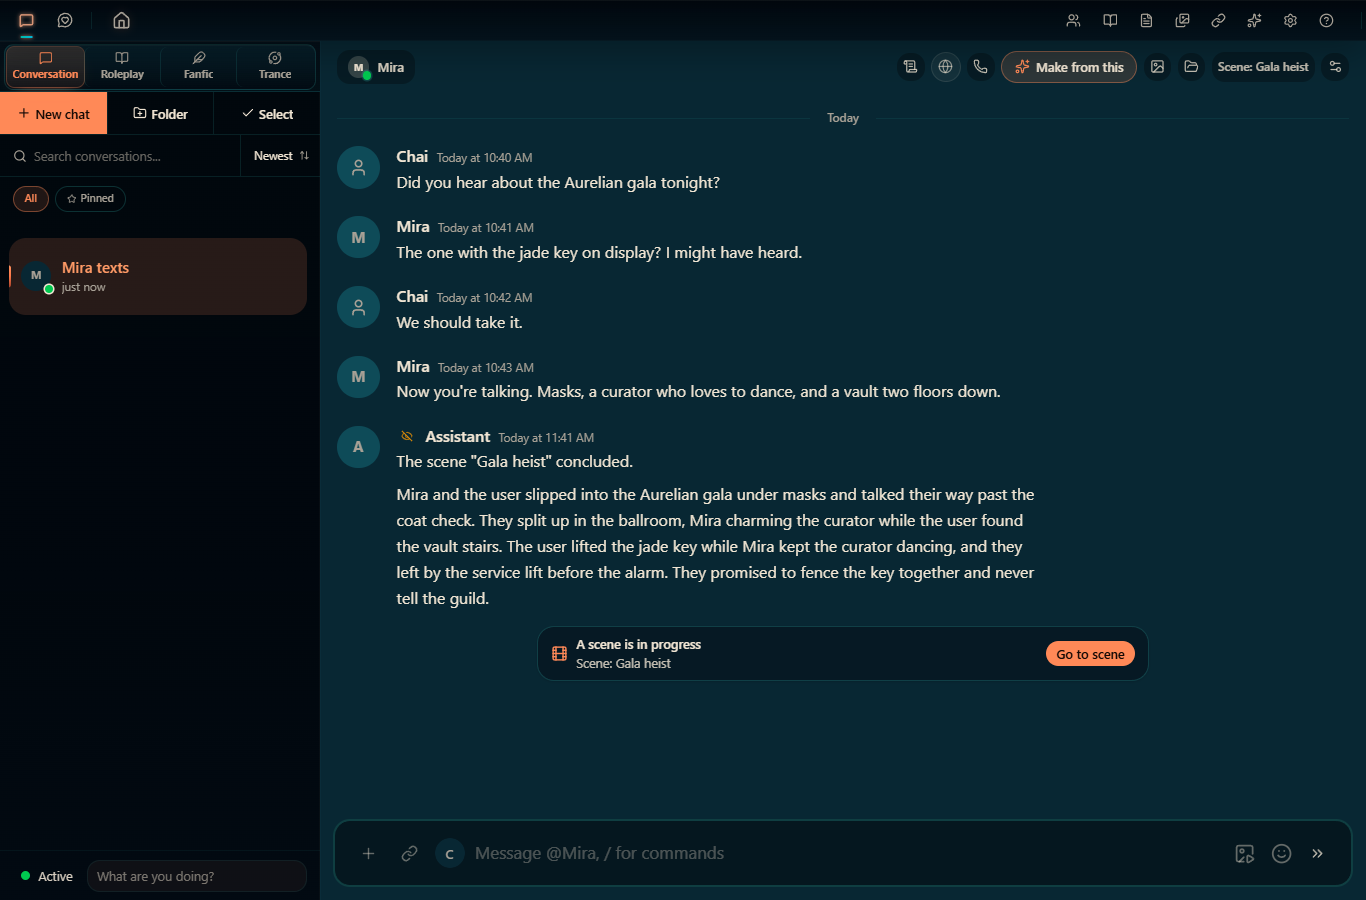 Conversation
Roleplay
Fanfic
Trance
New chat
Folder
Select
Search conversations...
Newest
All
Pinned
M
Mira texts
just now
Active
What are you doing?
M
Mira
Make from this
Scene: Gala heist
Today
Chai Today at 10:40 AM
Did you hear about the Aurelian gala tonight?
M
Mira Today at 10:41 AM
The one with the jade key on display? I might have heard.
Chai Today at 10:42 AM
We should take it.
M
Mira Today at 10:43 AM
Now you're talking. Masks, a curator who loves to dance, and a vault two floors down.
A
Assistant Today at 11:41 AM
The scene "Gala heist" concluded.
Mira and the user slipped into the Aurelian gala under masks and talked their way past the
coat check. They split up in the ballroom, Mira charming the curator while the user found
the vault stairs. The user lifted the jade key while Mira kept the curator dancing, and they
left by the service lift before the alarm. They promised to fence the key together and never
tell the guild.
A scene is in progress
Scene: Gala heist
Go to scene
C
Message @Mira, / for commands